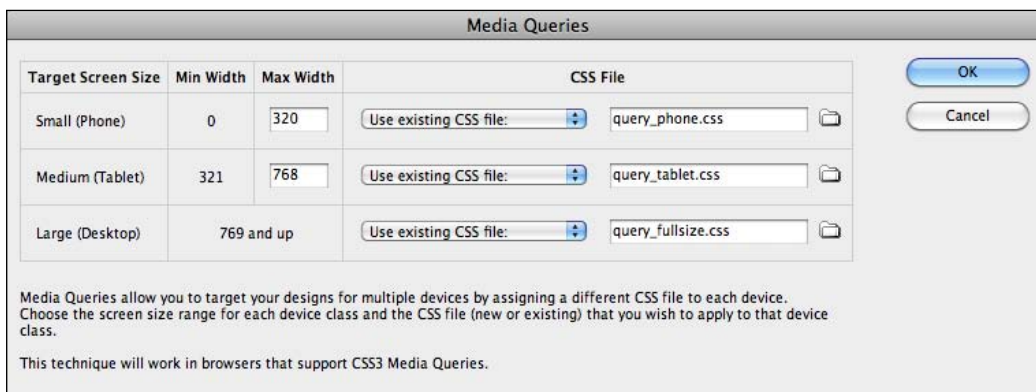 Media Queries
Target Screen Size Min Width Max Width CSS File
Small (Phone) 0 320 Use existing CSS file: query_phone.css
Medium (Tablet) 321 768 Use existing CSS file: query_tablet.css
Large (Desktop) 769 and up Use existing CSS file: query_fullsize.css
OK
Cancel
Media Queries allow you to target your designs for multiple devices by assigning a different CSS file to each device.
Choose the screen size range for each device class and the CSS file (new or existing) that you wish to apply to that device
class.
This technique will work in browsers that support CSS3 Media Queries.